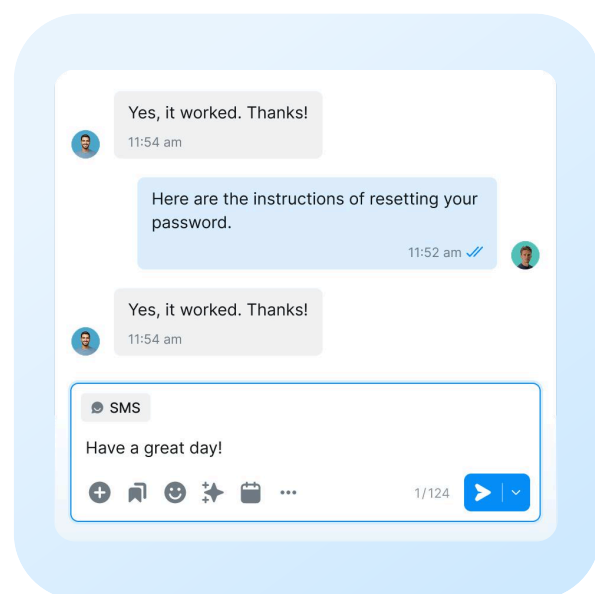 Yes, it worked. Thanks!
11:54 am
Here are the instructions of resetting your
password.
11:52 am
Yes, it worked. Thanks!
11:54 am
SMS
Have a great day!
1/124